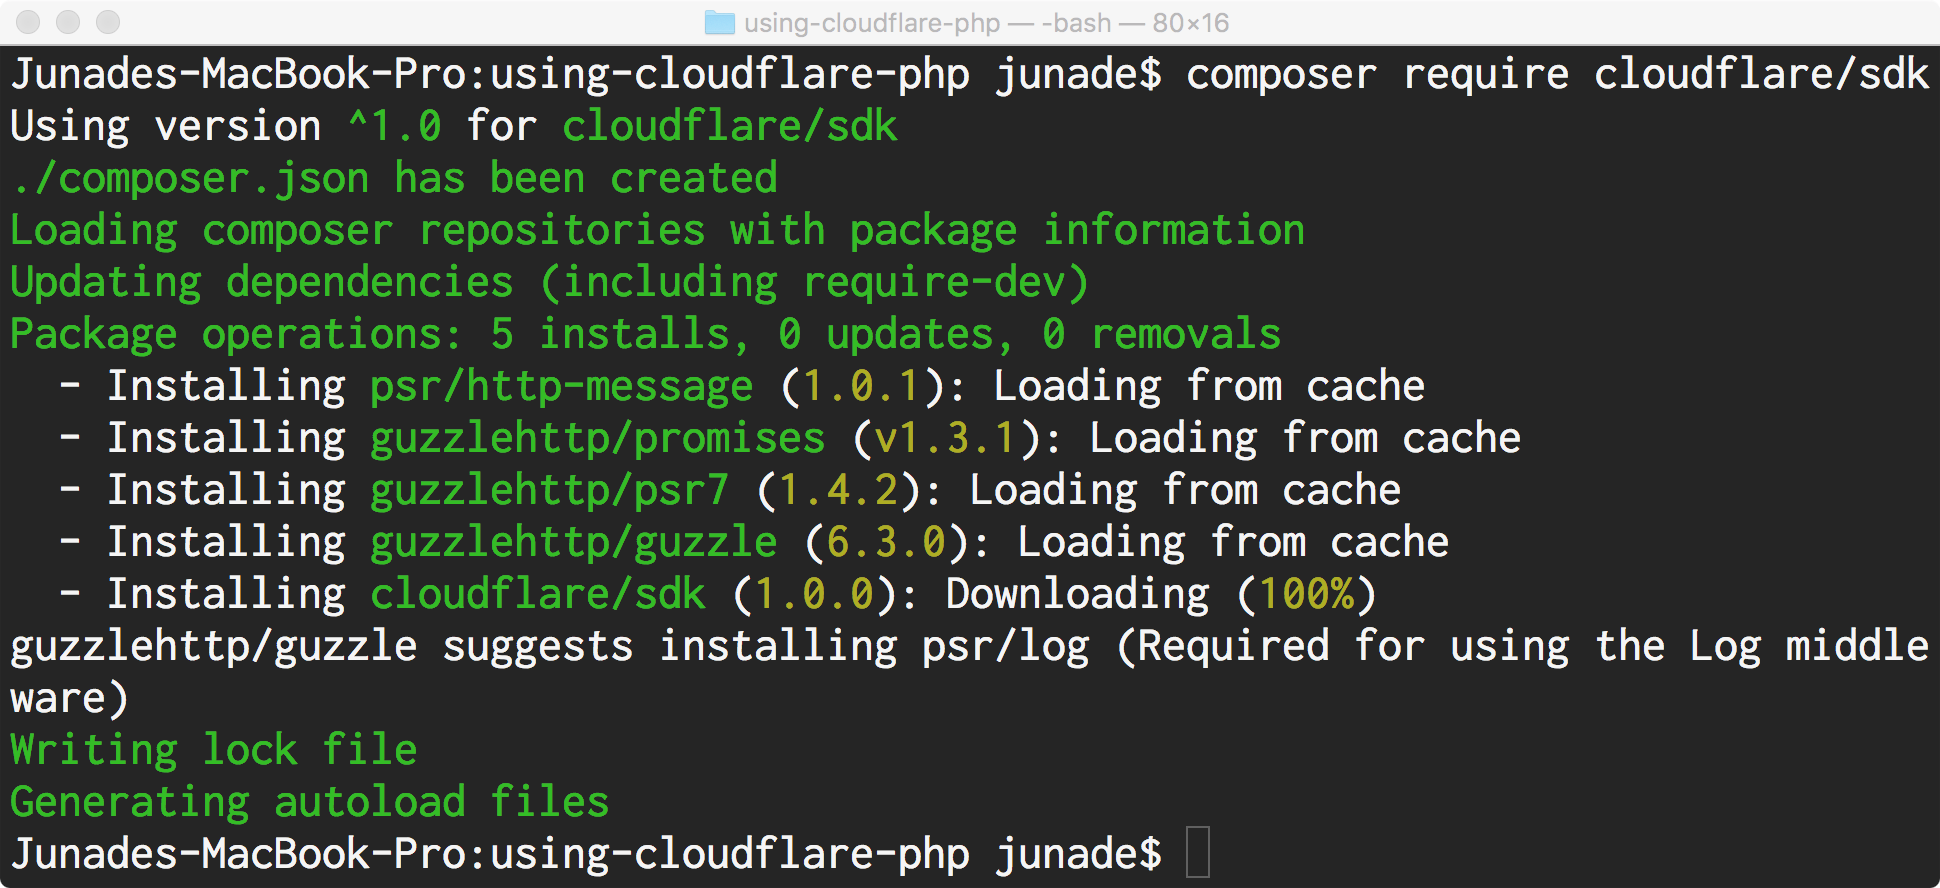 using-cloudflare-php — -bash — 80×16
Junades-MacBook-Pro:using-cloudflare-php junade$ composer require cloudflare/sdk
Using version ^1.0 for cloudflare/sdk
./composer.json has been created
Loading composer repositories with package information
Updating dependencies (including require-dev)
Package operations: 5 installs, 0 updates, 0 removals
  - Installing psr/http-message (1.0.1): Loading from cache
  - Installing guzzlehttp/promises (v1.3.1): Loading from cache
  - Installing guzzlehttp/psr7 (1.4.2): Loading from cache
  - Installing guzzlehttp/guzzle (6.3.0): Loading from cache
  - Installing cloudflare/sdk (1.0.0): Downloading (100%)
guzzlehttp/guzzle suggests installing psr/log (Required for using the Log middle
ware)
Writing lock file
Generating autoload files
Junades-MacBook-Pro:using-cloudflare-php junade$